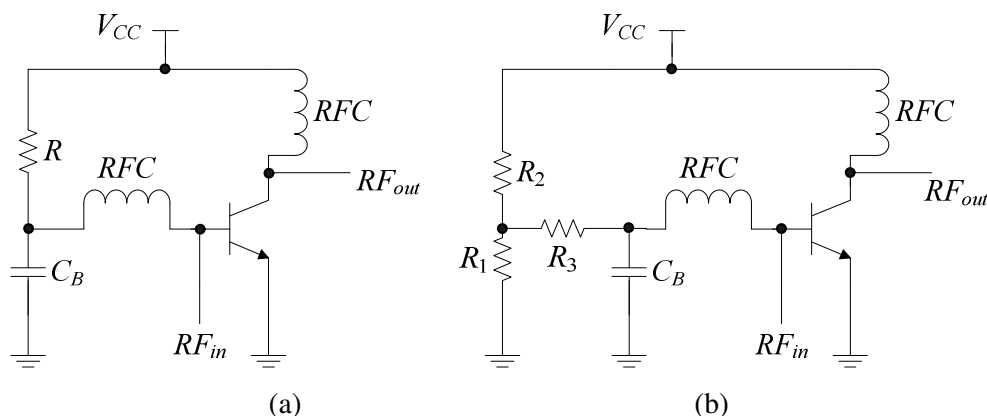 V_CC
RFC
R
RFC
RF_out
C_B
RF_in
(a)
V_CC
RFC
R_2
RFC
RF_out
R_1
R_3
C_B
RF_in
(b)